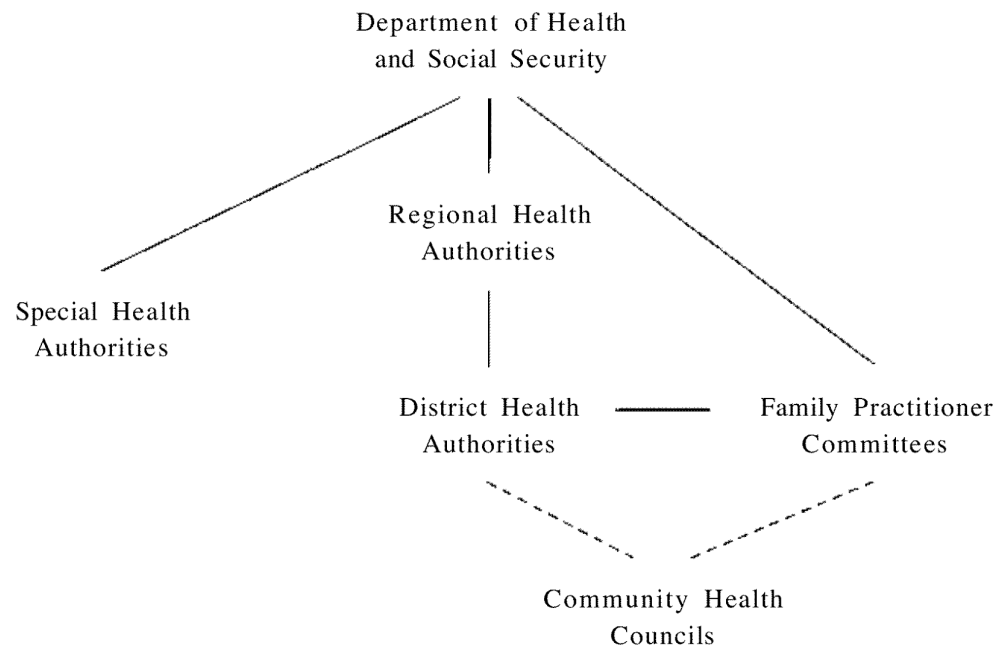 Department of Health
and Social Security
Regional Health
Authorities
Special Health
Authorities
District Health
Authorities
Family Practitioner
Committees
Community Health
Councils